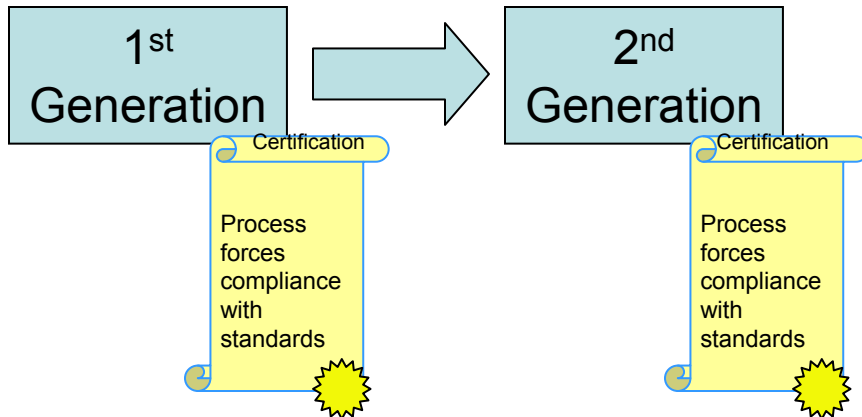 1st
Generation
2nd
Generation
Certification
Process
forces
compliance
with
standards
Certification
Process
forces
compliance
with
standards